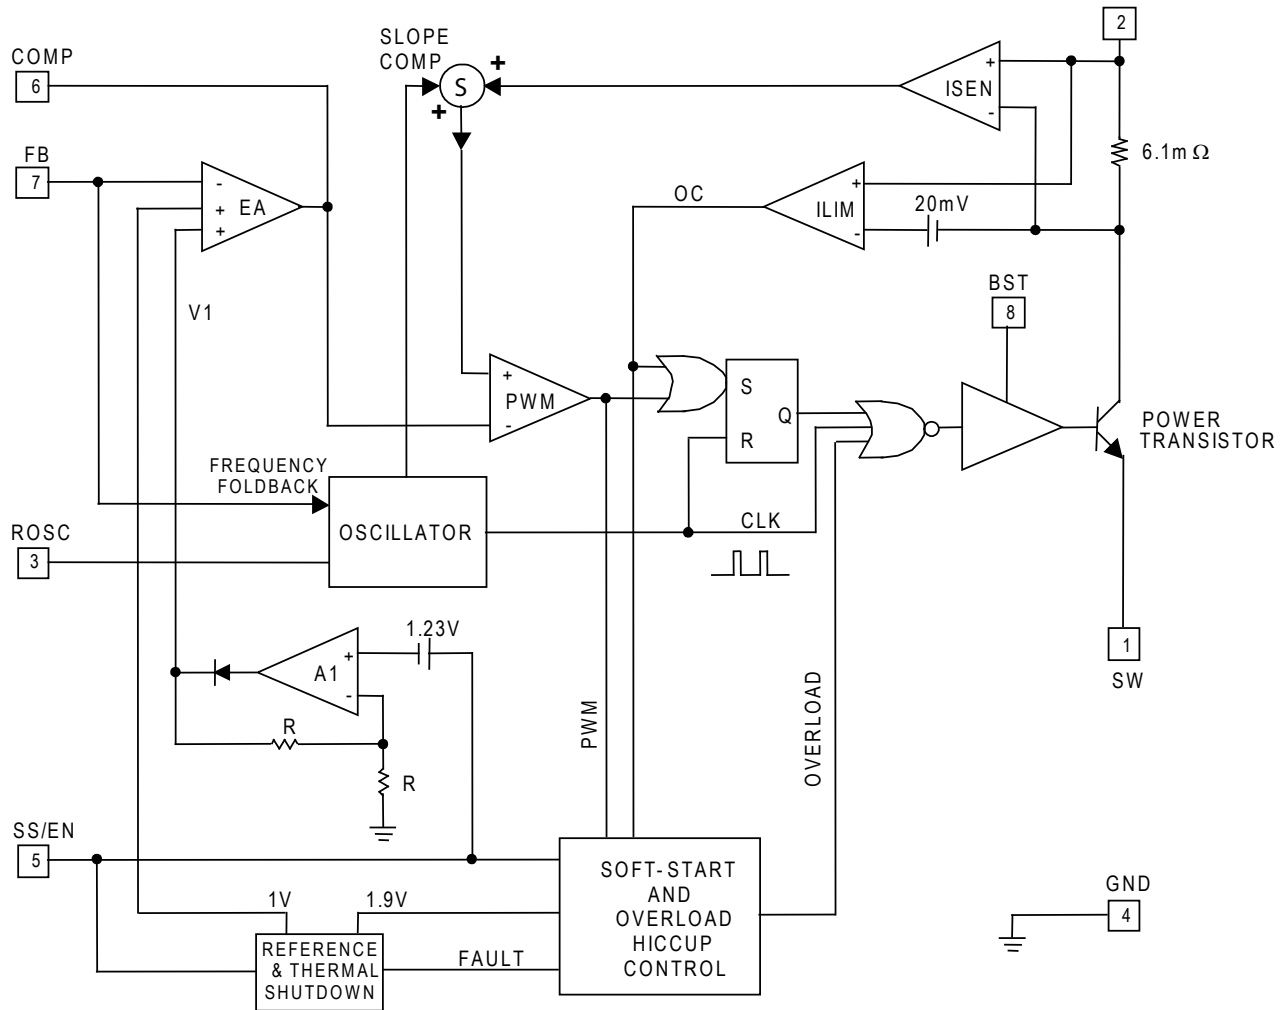 2
SLOPE
COMP
COMP
6
+
S
+
+
-
ISEN
6.1mΩ
FB
7
-
+
+
EA
OC
+
-
ILIM
20mV
V1
BST
8
+
-
PWM
S
R
Q
POWER
TRANSISTOR
FREQUENCY
FOLDBACK
OSCILLATOR
CLK
ROSC
3
1.23V
+
-
A1
R
R
PWM
OVERLOAD
1
SW
SS/EN
5
1V
1.9V
REFERENCE
& THERMAL
SHUTDOWN
FAULT
SOFT-START
AND
OVERLOAD
HICCUP
CONTROL
GND
4